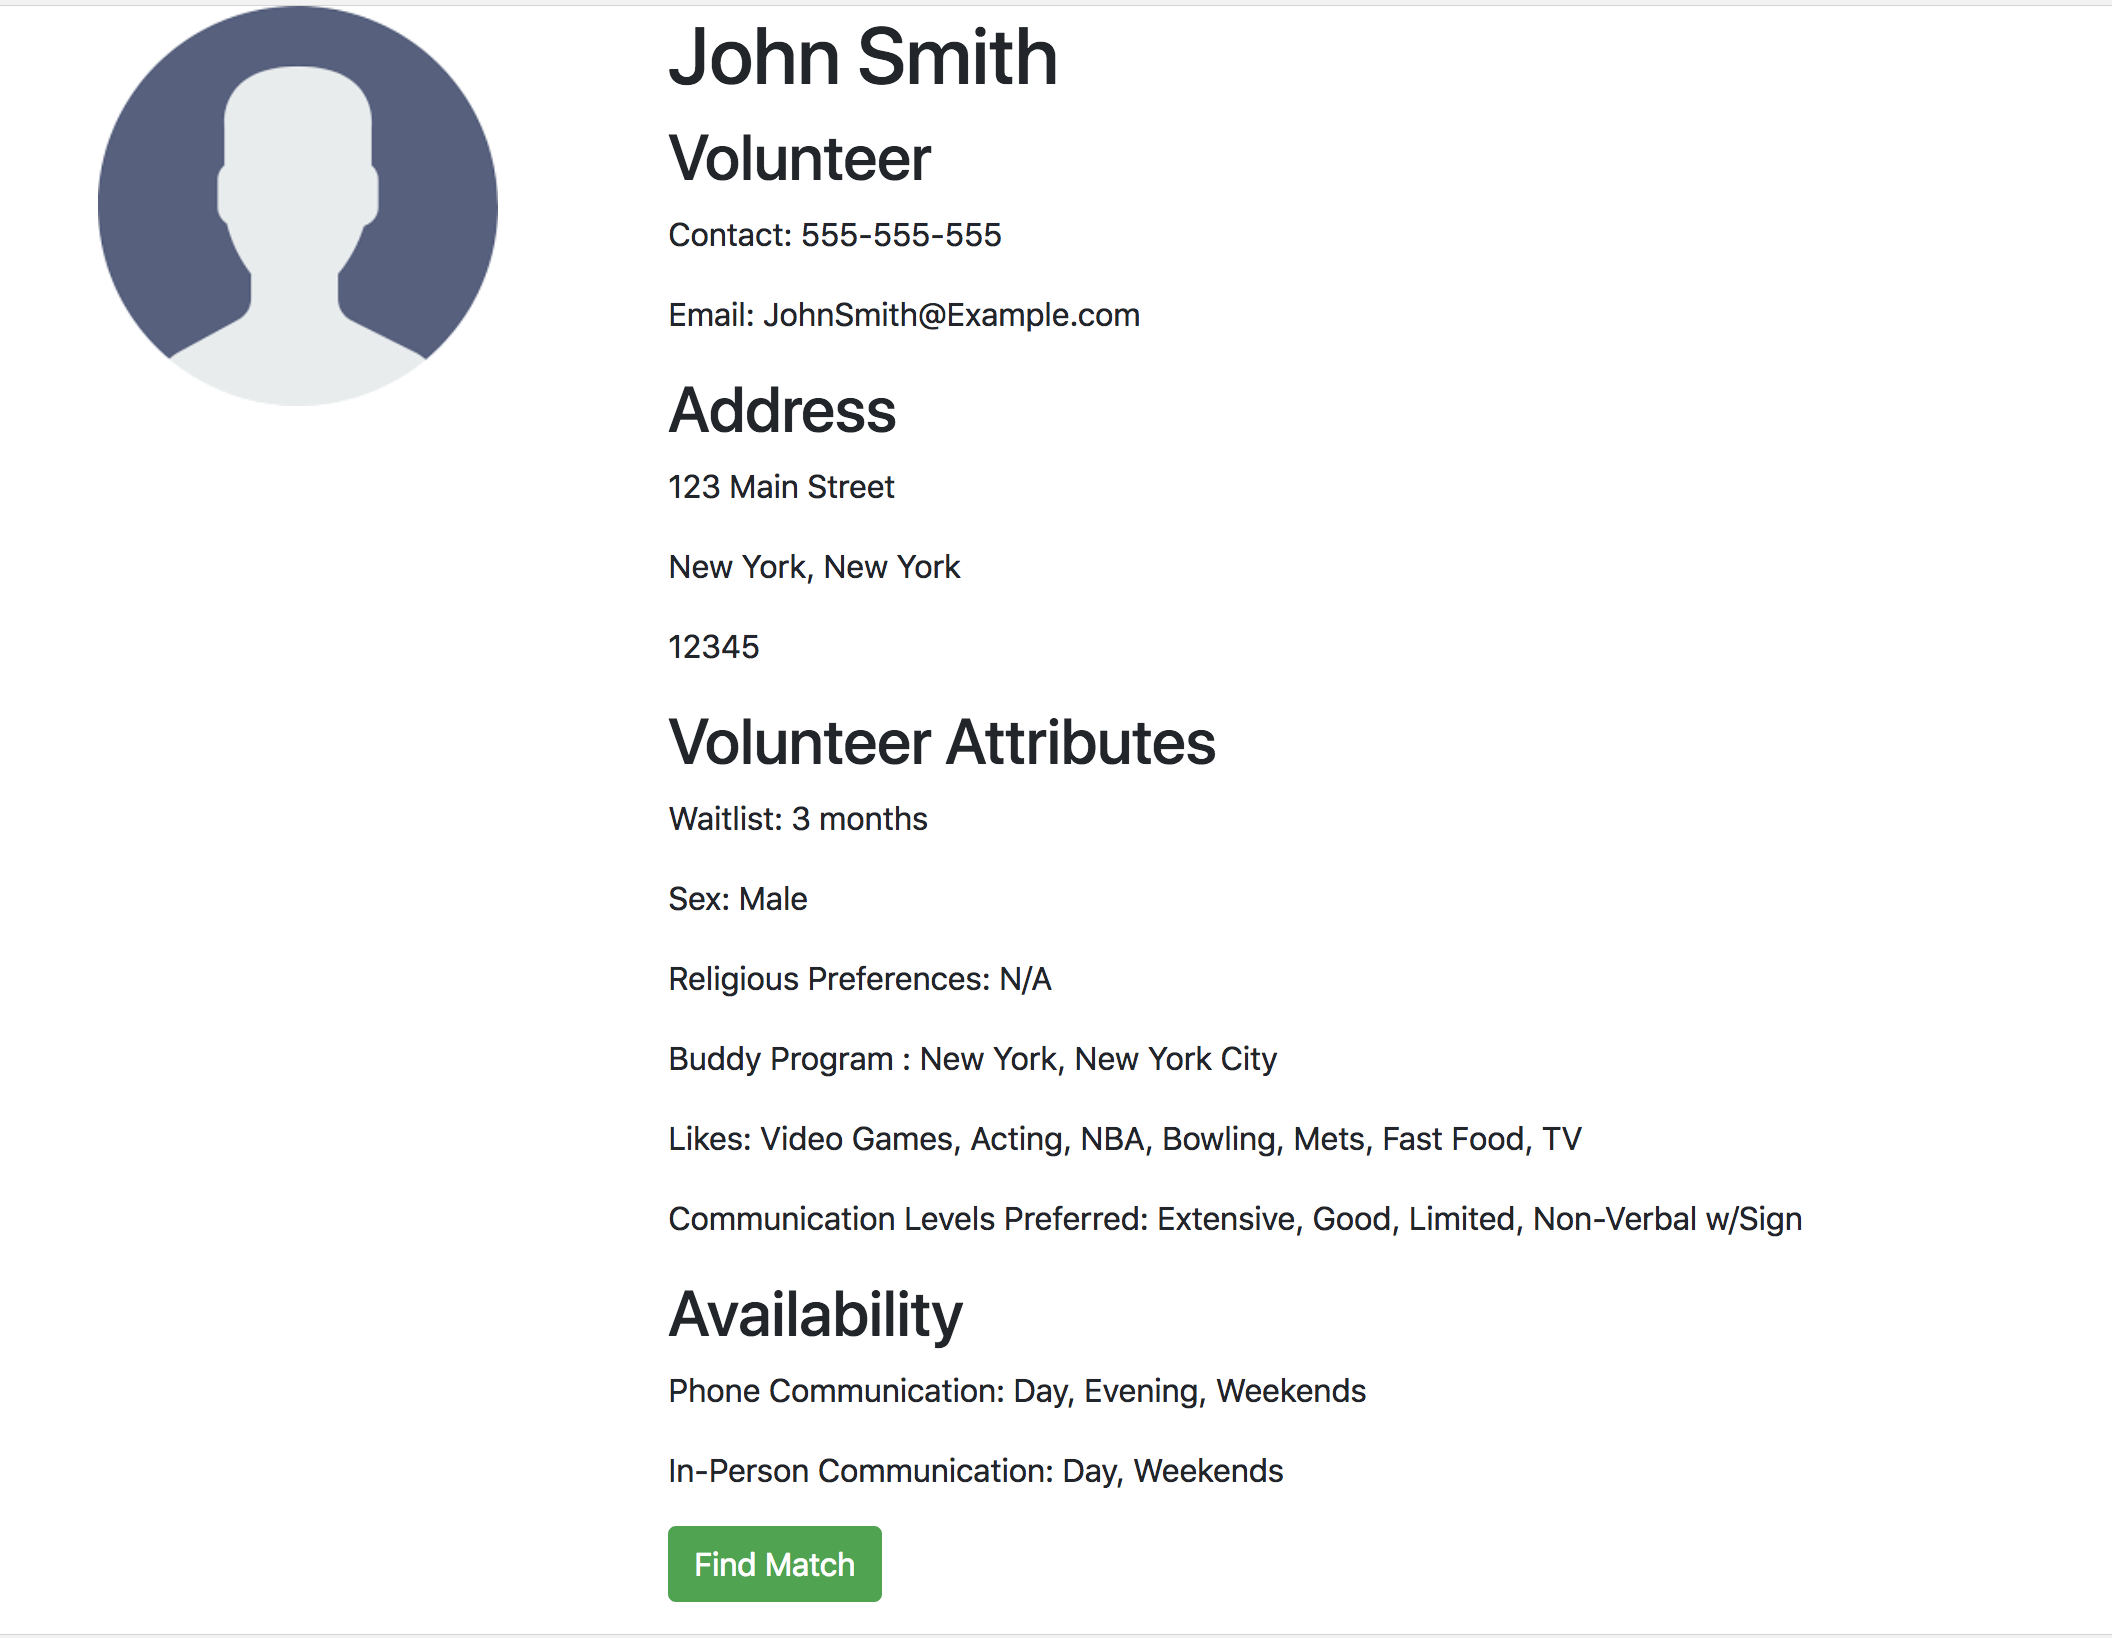 John Smith
Volunteer
Contact: 555-555-555
Email: JohnSmith@Example.com
Address
123 Main Street
New York, New York
12345
Volunteer Attributes
Waitlist: 3 months
Sex: Male
Religious Preferences: N/A
Buddy Program : New York, New York City
Likes: Video Games, Acting, NBA, Bowling, Mets, Fast Food, TV
Communication Levels Preferred: Extensive, Good, Limited, Non-Verbal w/Sign
Availability
Phone Communication: Day, Evening, Weekends
In-Person Communication: Day, Weekends
Find Match